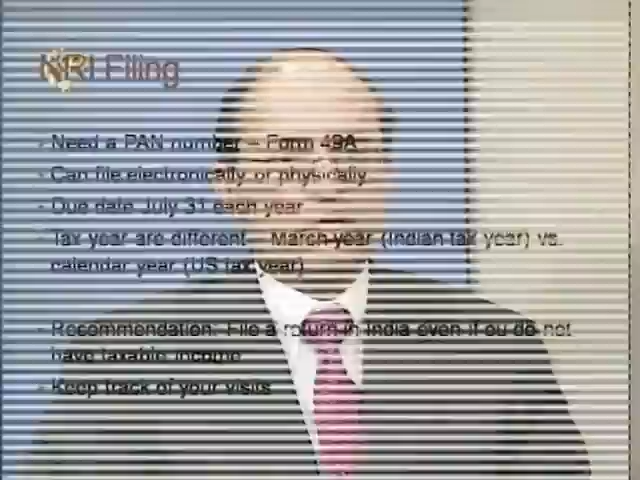 NRI Filing
- Need a PAN number – Form 49A
- Can file electronically or physically
- Due date July 31 each year
Tax year are different – March year (Indian tax year) vs.
calendar year (US tax year)
- Recommendation: File a return in India even if ou do not
have taxable income
- Keep track of your visits